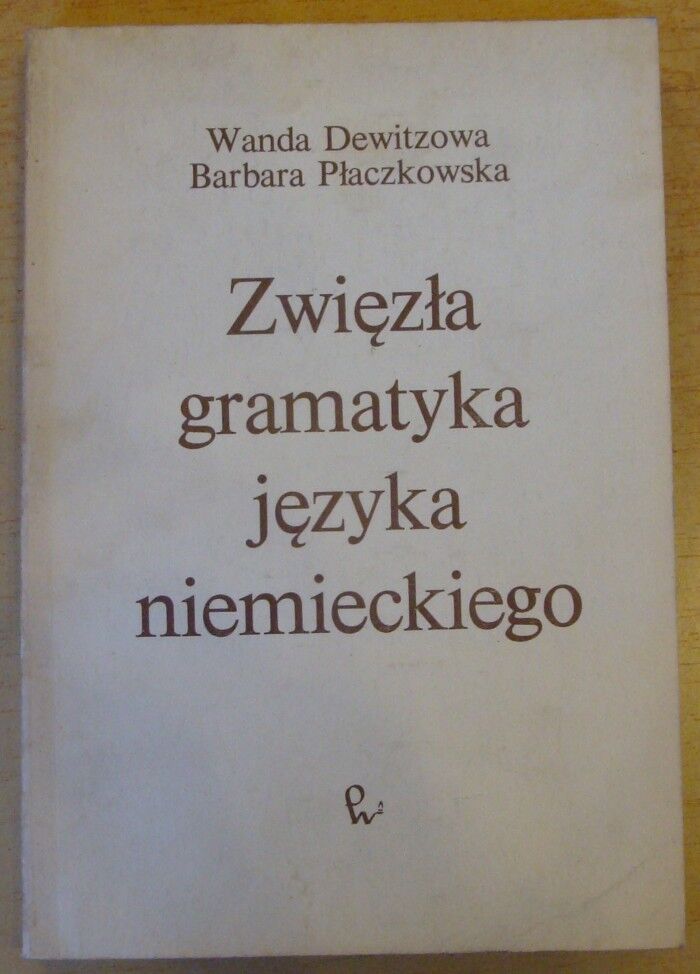 Wanda Dewitzowa
Barbara Płaczkowska
Zwięzła
gramatyka
języka
niemieckiego